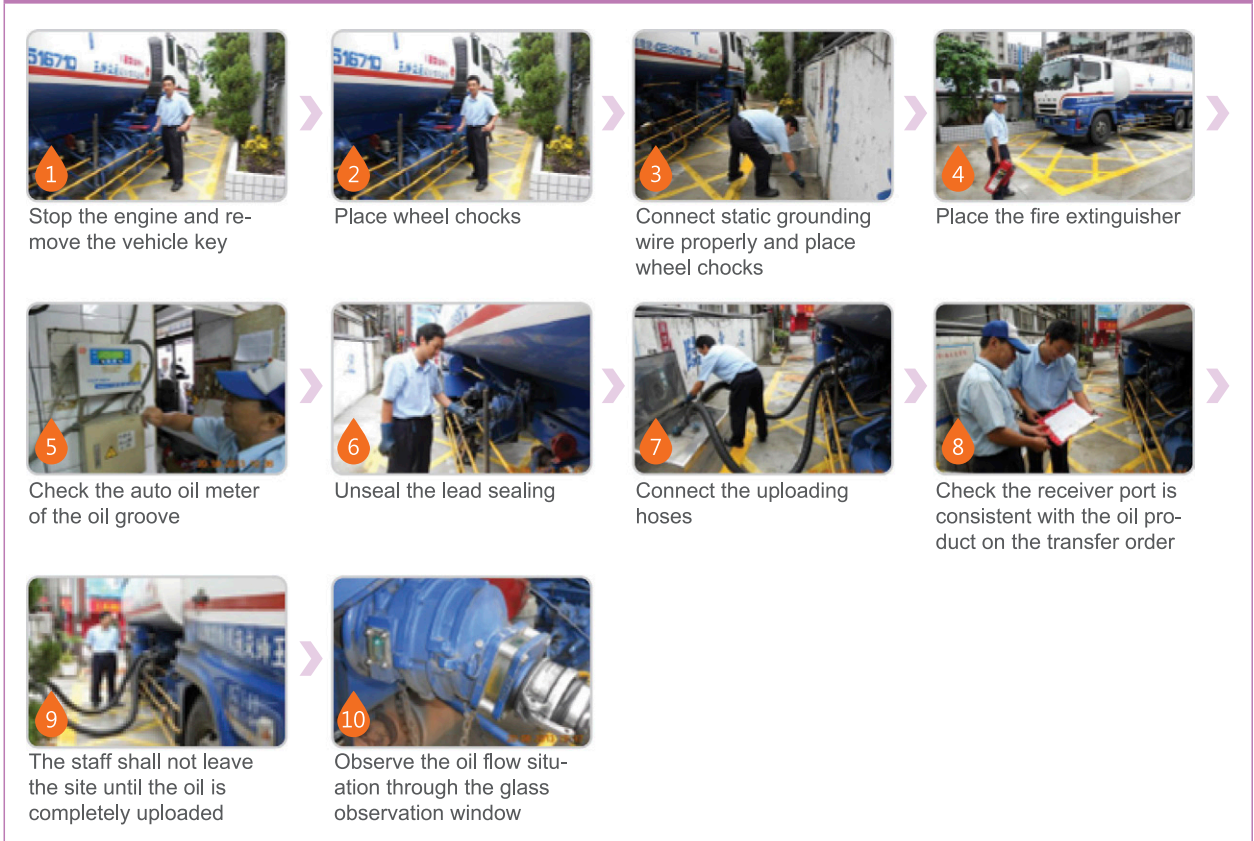 516710
1
Stop the engine and re-
move the vehicle key
516710
2
Place wheel chocks
3
Connect static grounding
wire properly and place
wheel chocks
4
Place the fire extinguisher
5
Check the auto oil meter
of the oil groove
6
Unseal the lead sealing
7
Connect the uploading
hoses
8
Check the receiver port is
consistent with the oil pro-
duct on the transfer order
9
The staff shall not leave
the site until the oil is
completely uploaded
10
Observe the oil flow situ-
ation through the glass
observation window